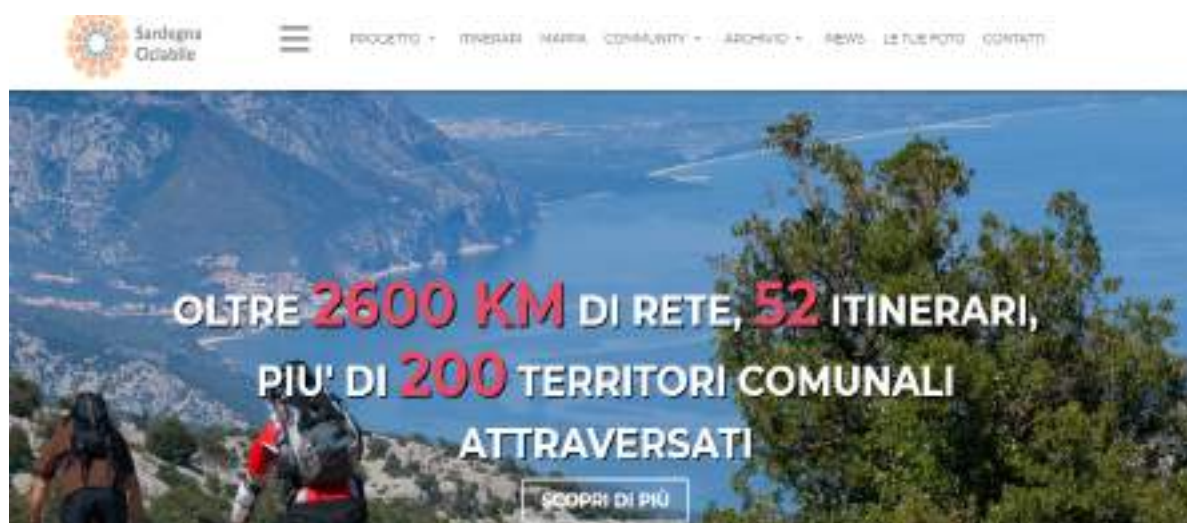 Sardegna
Ciclabile
PROGETTO ITINERARI MAPPA COMMUNITY ARCHIVIO NEWS LE TUE FOTO CONTATTI
OLTRE 2600 KM DI RETE, 52 ITINERARI,
PIU' DI 200 TERRITORI COMUNALI
ATTRAVERSATI
SCOPRI DI PIÙ